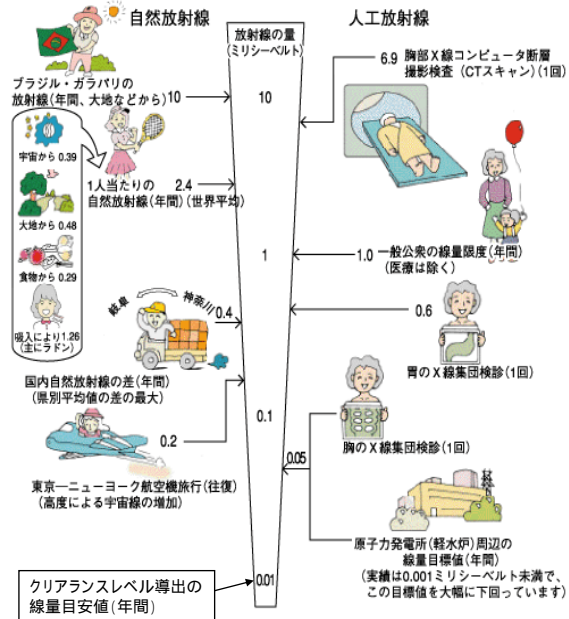 自然放射線
放射線の量
(ミリシーベルト)
人工放射線
ブラジル・ガラパリの
放射線(年間、大地などから)
10
10
6.9
胸部X線コンピュータ断層
撮影検査(CTスキャン)(1回)
宇宙から 0.39
大地から 0.48
食物から 0.29
吸入により1.26
(主にラドン)
1人当たりの
自然放射線(年間)(世界平均)
2.4
1
1.0
一般公衆の線量限度(年間)
(医療は除く)
岐阜
神奈川
0.4
国内自然放射線の差(年間)
(県別平均値の差の最大)
0.6
胃のX線集団検診(1回)
0.1
0.2
東京―ニューヨーク航空機旅行(往復)
(高度による宇宙線の増加)
胸のX線集団検診(1回)
0.05
原子力発電所(軽水炉)周辺の
線量目標値(年間)
(実績は0.001ミリシーベルト未満で、
この目標値を大幅に下回っています)
0.01
クリアランスレベル導出の
線量目安値(年間)